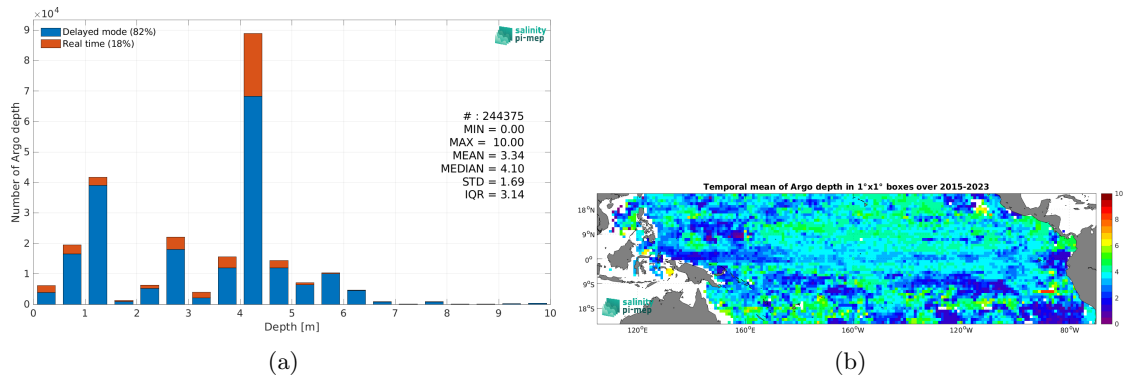 ×10⁴
9
8
7
6
5
4
3
2
1
0
Number of Argo depth
Delayed mode (82%)
Real time (18%)
salinity
pi-mep
# : 244375
MIN = 0.00
MAX = 10.00
MEAN = 3.34
MEDIAN = 4.10
STD = 1.69
IQR = 3.14
0 1 2 3 4 5 6 7 8 9 10
Depth [m]
(a)
Temporal mean of Argo depth in 1°x1° boxes over 2015-2023
18°N
9°N
0°
9°S
18°S
salinity
pi-mep
120°E 160°E 160°W 120°W 80°W
10
8
6
4
2
0
(b)